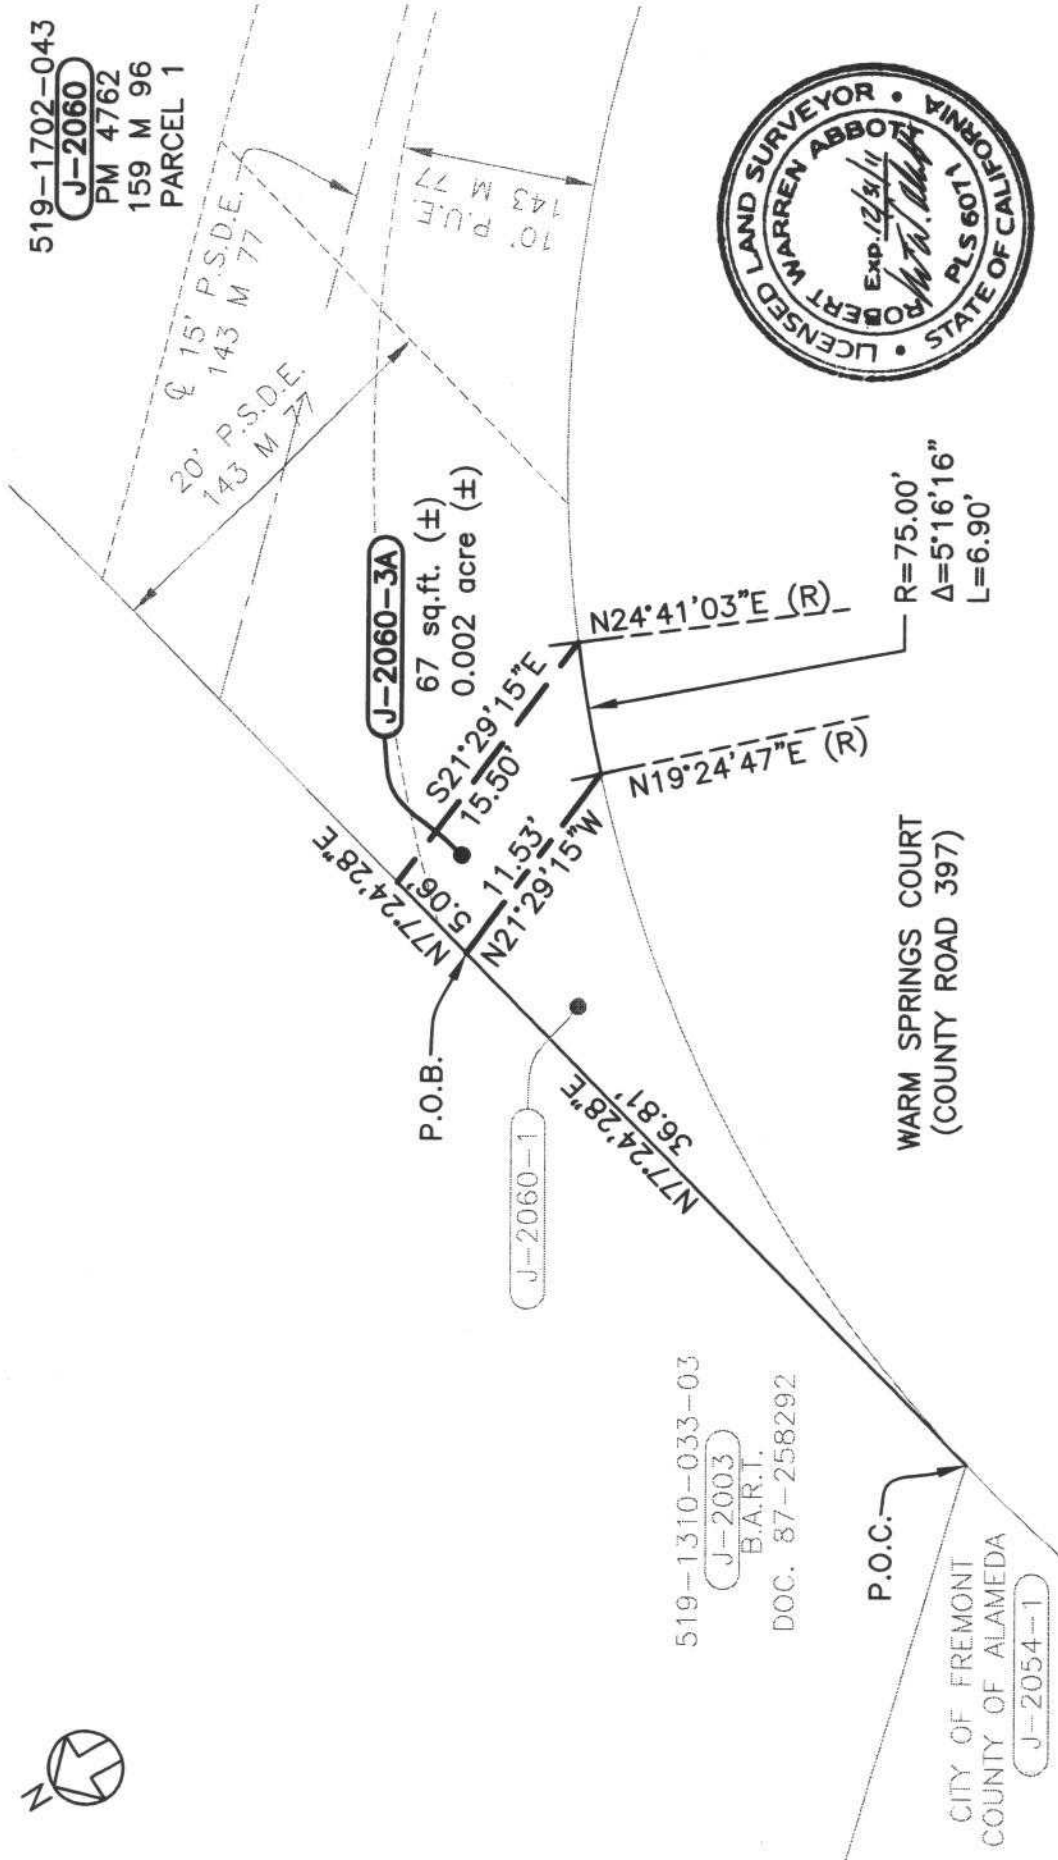 519-1702-043
J-2060
PM 4762
159 M 96
PARCEL 1
℄ 15' P.S.D.E.
143 M 77
20' P.S.D.E.
143 M 77
10' P.U.E.
143 M 77
J-2060-3A
67 sq.ft. (±)
0.002 acre (±)
N77°24'28"E
5.06'
S21°29'15"E
15.50'
11.53'
N21°29'15"W
N24°41'03"E (R)
N19°24'47"E (R)
R=75.00'
Δ=5°16'16"
L=6.90'
P.O.B.
J-2060-1
N77°24'28"E
36.81'
WARM SPRINGS COURT
(COUNTY ROAD 397)
519-1310-033-03
J-2003
B.A.R.T.
DOC. 87-258292
P.O.C.
CITY OF FREMONT
COUNTY OF ALAMEDA
J-2054-1
N
LICENSED LAND SURVEYOR
ROBERT WARREN ABBOTT
Exp. 12/31/11
PLS 6071
STATE OF CALIFORNIA